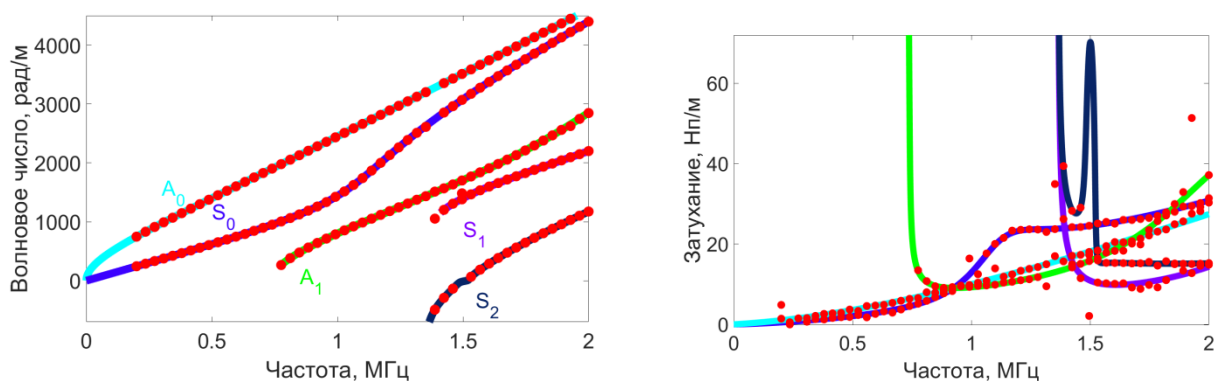 Волновое число, рад/м
4000
3000
2000
1000
0
A0
S0
A1
S1
S2
0 0.5 1 1.5 2
Частота, МГц
Затухание, Нп/м
60
40
20
0
0 0.5 1 1.5 2
Частота, МГц